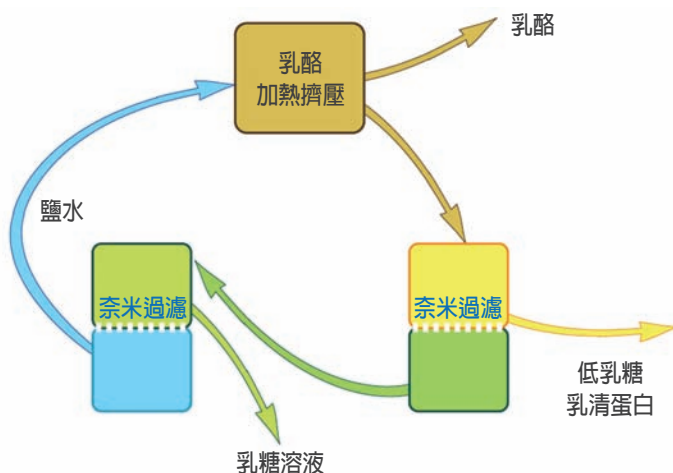 乳酪
乳酪
加熱擠壓
鹽水
奈米過濾
奈米過濾
低乳糖
乳清蛋白
乳糖溶液